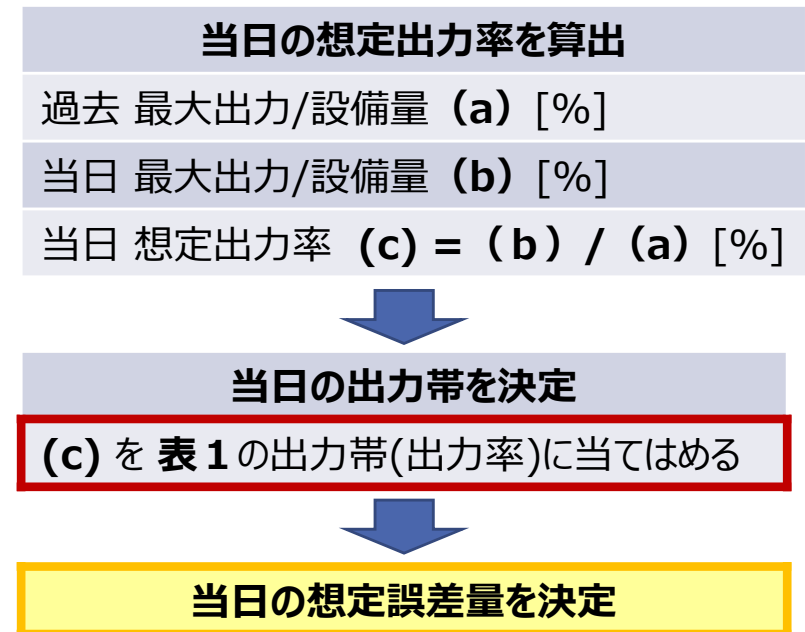 当日の想定出力率を算出
過去 最大出力/設備量（a）[%]
当日 最大出力/設備量（b）[%]
当日 想定出力率 (c) =（b）/（a）[%]
当日の出力帯を決定
(c) を 表１の出力帯(出力率)に当てはめる
当日の想定誤差量を決定